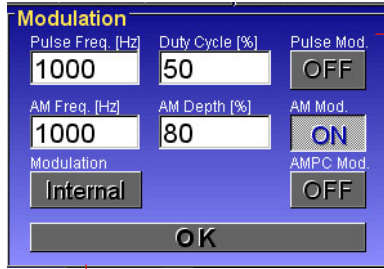 Modulation
Pulse Freq. [Hz] Duty Cycle [%] Pulse Mod.
1000 50 OFF
AM Freq. [Hz] AM Depth [%] AM Mod.
1000 80 ON
Modulation AMPC Mod.
Internal OFF
OK